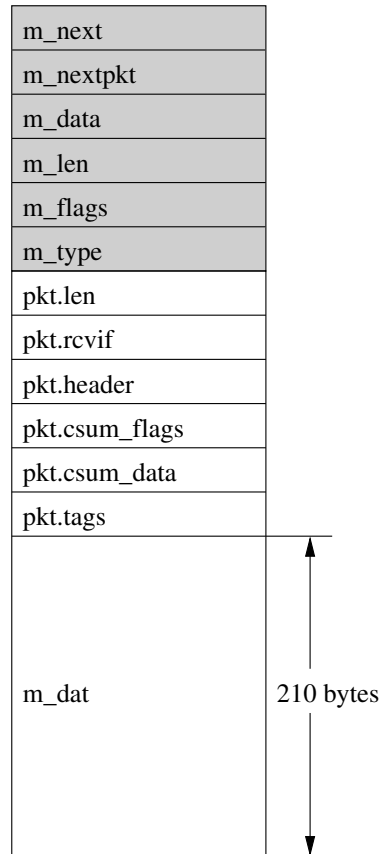 m_next
m_nextpkt
m_data
m_len
m_flags
m_type
pkt.len
pkt.rcvif
pkt.header
pkt.csum_flags
pkt.csum_data
pkt.tags
m_dat
210 bytes